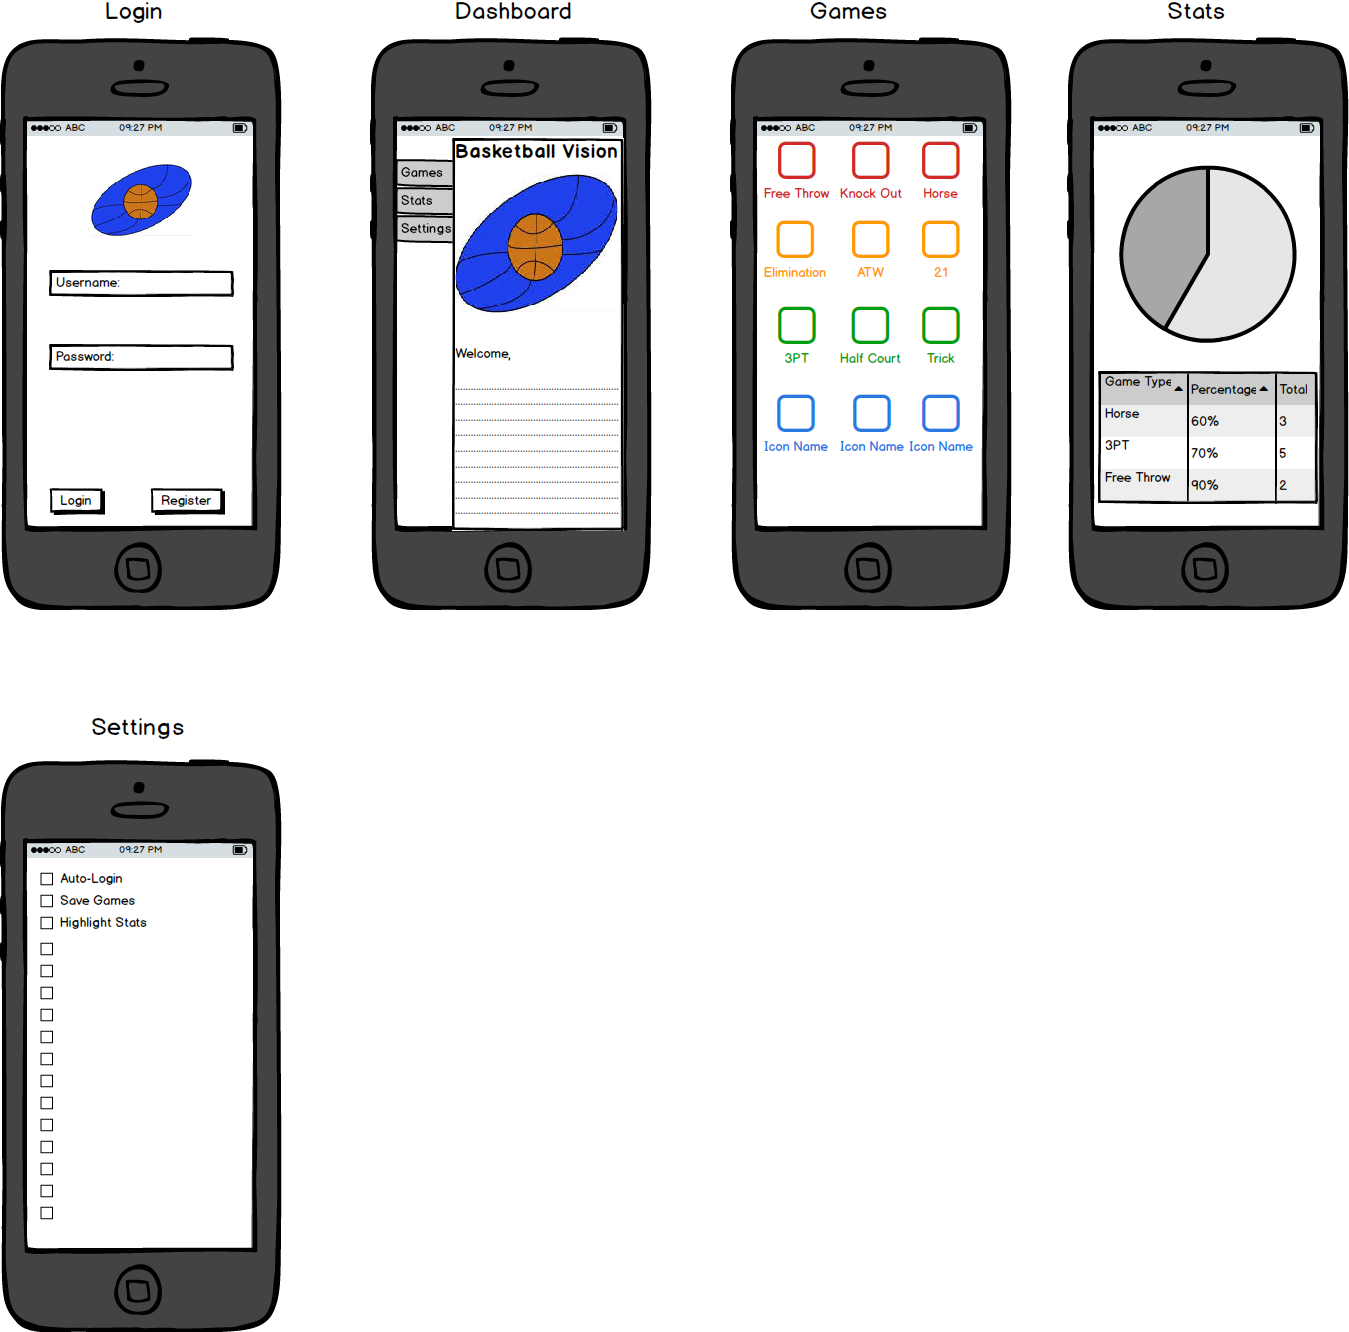 Login
Dashboard
Games
Stats
ABC 09:27 PM
Username:
Password:
Login Register
ABC 09:27 PM
Basketball Vision
Games
Stats
Settings
Welcome,
ABC 09:27 PM
Free Throw Knock Out Horse
Elimination ATW 21
3PT Half Court Trick
Icon Name Icon Name Icon Name
ABC 09:27 PM
Game Type Percentage Total
Horse 60% 3
3PT 70% 5
Free Throw 90% 2
Settings
ABC 09:27 PM
Auto-Login
Save Games
Highlight Stats